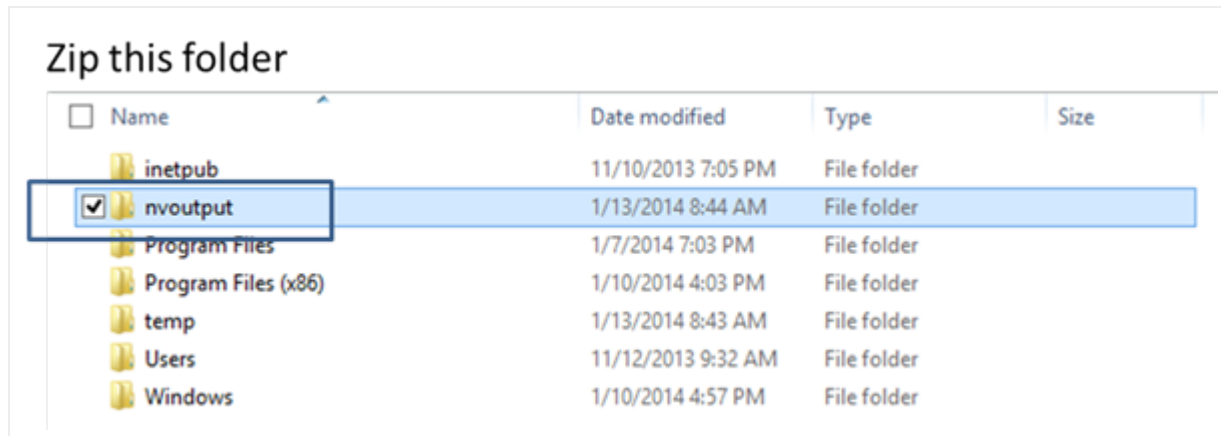 Zip this folder
Name Date modified Type Size
inetpub 11/10/2013 7:05 PM File folder
nvoutput 1/13/2014 8:44 AM File folder
Program Files 1/7/2014 7:03 PM File folder
Program Files (x86) 1/10/2014 4:03 PM File folder
temp 1/13/2014 8:43 AM File folder
Users 11/12/2013 9:32 AM File folder
Windows 1/10/2014 4:57 PM File folder